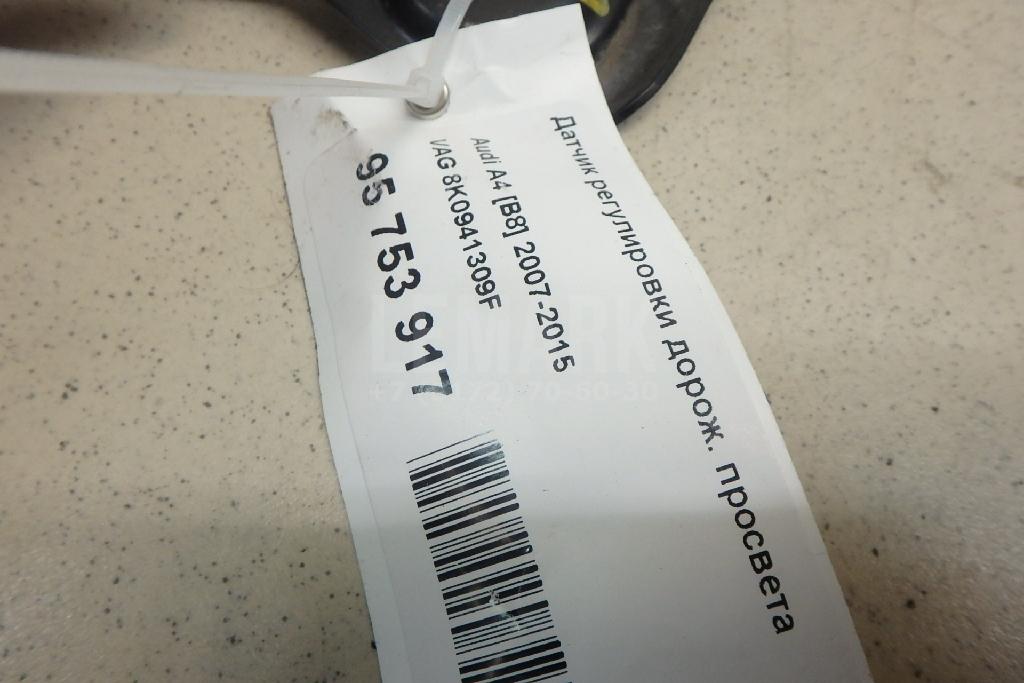 Датчик регулировки дорож. просвета
Audi A4 [B8] 2007-2015
VAG 8K0941309F
95 753 917